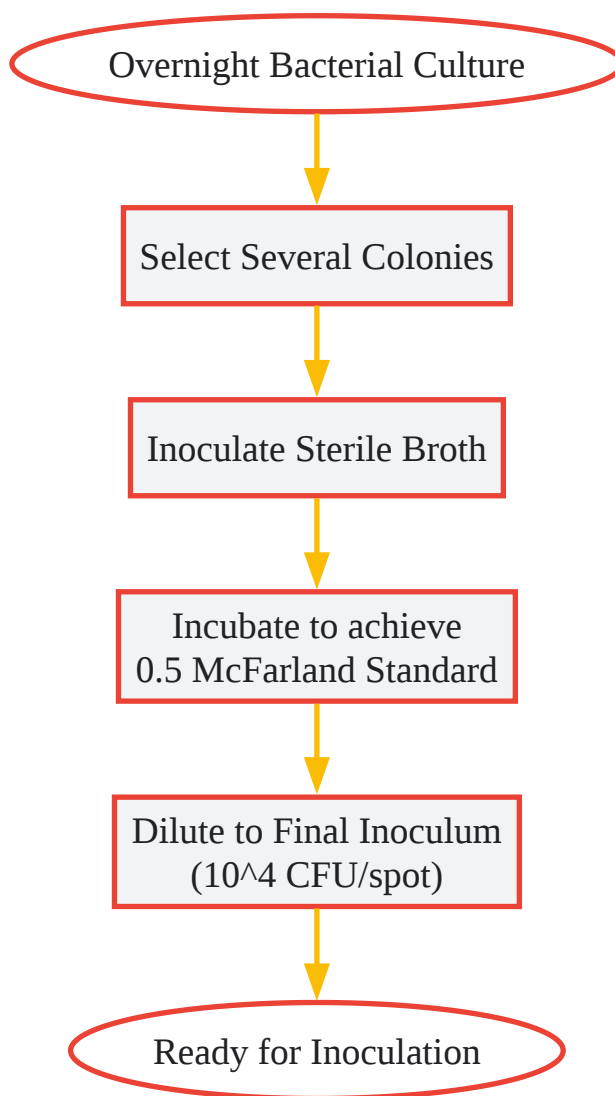 Overnight Bacterial Culture
Select Several Colonies
Inoculate Sterile Broth
Incubate to achieve
0.5 McFarland Standard
Dilute to Final Inoculum
(10^4 CFU/spot)
Ready for Inoculation